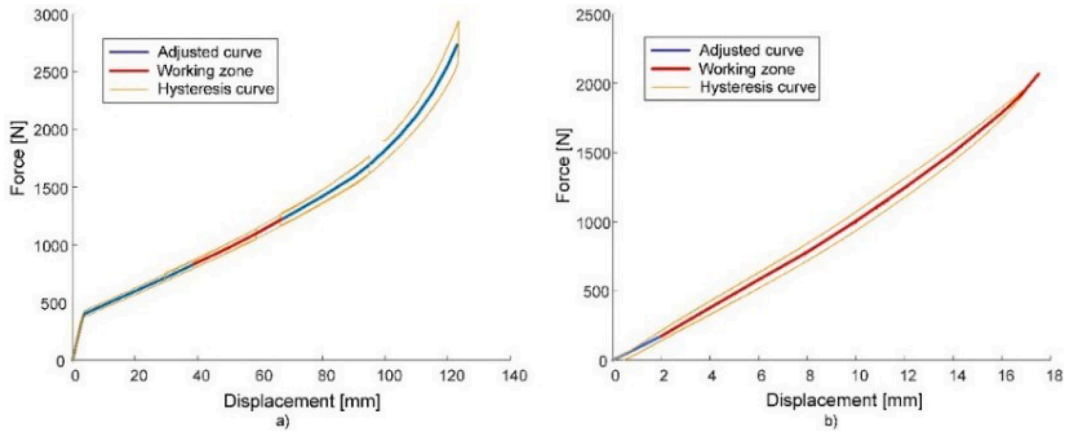 3000
2500
2000
1500
1000
500
0
Force [N]
Adjusted curve
Working zone
Hysteresis curve
0 20 40 60 80 100 120 140
Displacement [mm]
a)
2500
2000
1500
1000
500
0
Force [N]
Adjusted curve
Working zone
Hysteresis curve
0 2 4 6 8 10 12 14 16 18
Displacement [mm]
b)